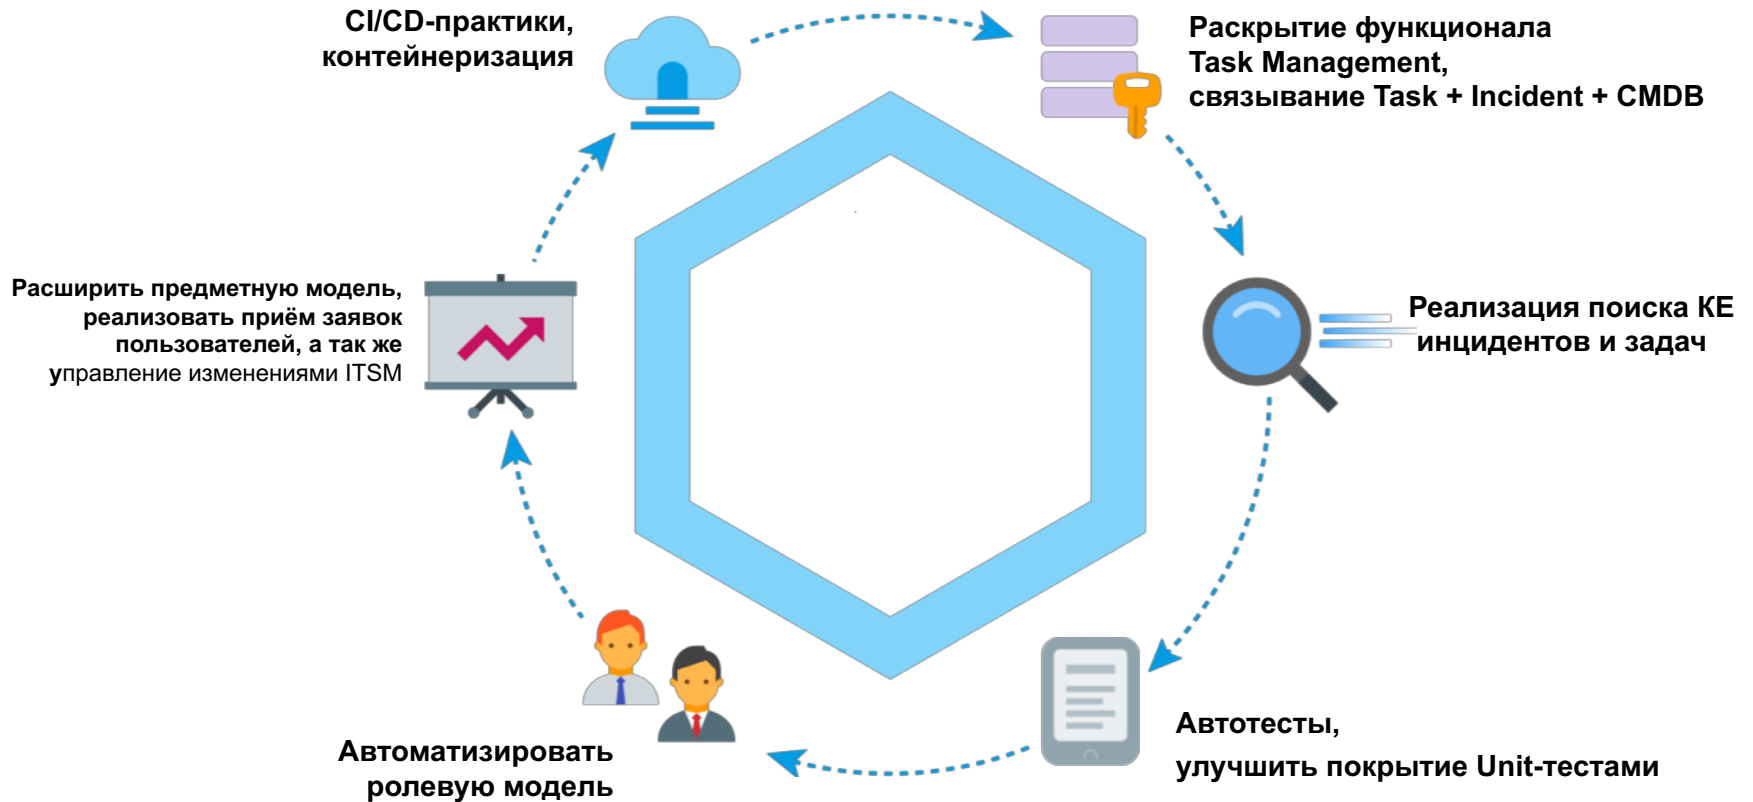 CI/CD-практики,
контейнеризация
Раскрытие функционала
Task Management,
связывание Task + Incident + CMDB
Реализация поиска КЕ
инцидентов и задач
Автотесты,
улучшить покрытие Unit-тестами
Автоматизировать
ролевую модель
Расширить предметную модель,
реализовать приём заявок
пользователей, а так же
управление изменениями ITSM